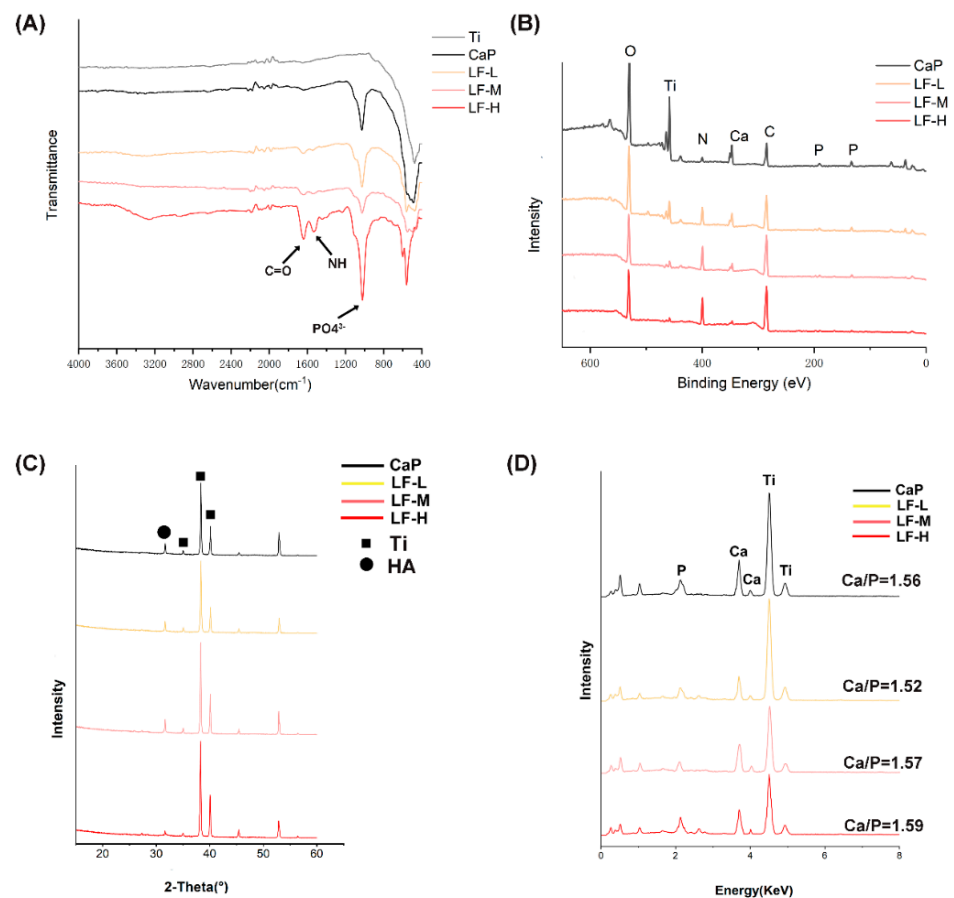 (A)
Ti
CaP
LF-L
LF-M
LF-H
Transmittance
C=O
NH
PO4³⁻
4000 3600 3200 2800 2400 2000 1600 1200 800 400
Wavenumber(cm⁻¹)
(B)
O
Ti
N
Ca
C
P
P
CaP
LF-L
LF-M
LF-H
Intensity
600 400 200 0
Binding Energy (eV)
(C)
CaP
LF-L
LF-M
LF-H
Ti
HA
Intensity
20 30 40 50 60
2-Theta(°)
(D)
Ti
CaP
LF-L
LF-M
LF-H
Ca
P
Ca
Ti
Ca/P=1.56
Ca/P=1.52
Ca/P=1.57
Ca/P=1.59
Intensity
0 2 4 6 8
Energy(KeV)